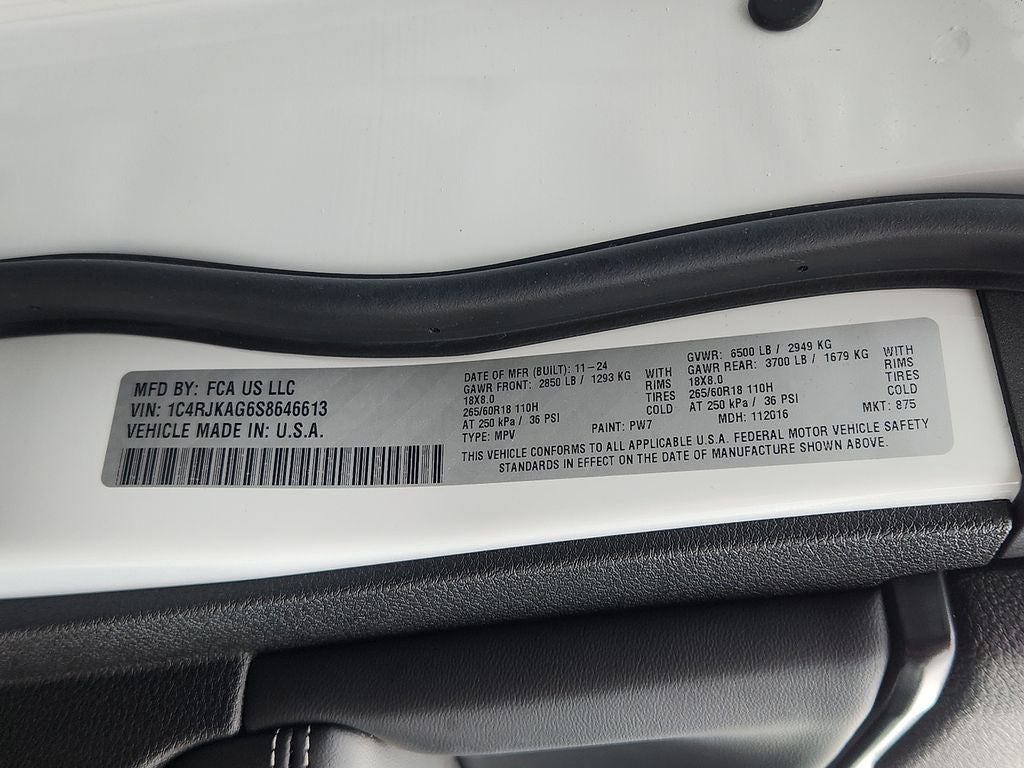 MFD BY: FCA US LLC
VIN: 1C4RJKAG6S8646613
VEHICLE MADE IN: U.S.A.
DATE OF MFR (BUILT): 11-24
GAWR FRONT: 2850 LB / 1293 KG WITH
18X8.0 RIMS
265/60R18 110H TIRES
AT 250 kPa / 36 PSI COLD
TYPE: MPV PAINT: PW7
GVWR: 6500 LB / 2949 KG
GAWR REAR: 3700 LB / 1679 KG WITH
18X8.0 RIMS
265/60R18 110H TIRES
AT 250 kPa / 36 PSI COLD
MDH: 112016 MKT: 875
THIS VEHICLE CONFORMS TO ALL APPLICABLE U.S.A. FEDERAL MOTOR VEHICLE SAFETY
STANDARDS IN EFFECT ON THE DATE OF MANUFACTURE SHOWN ABOVE.